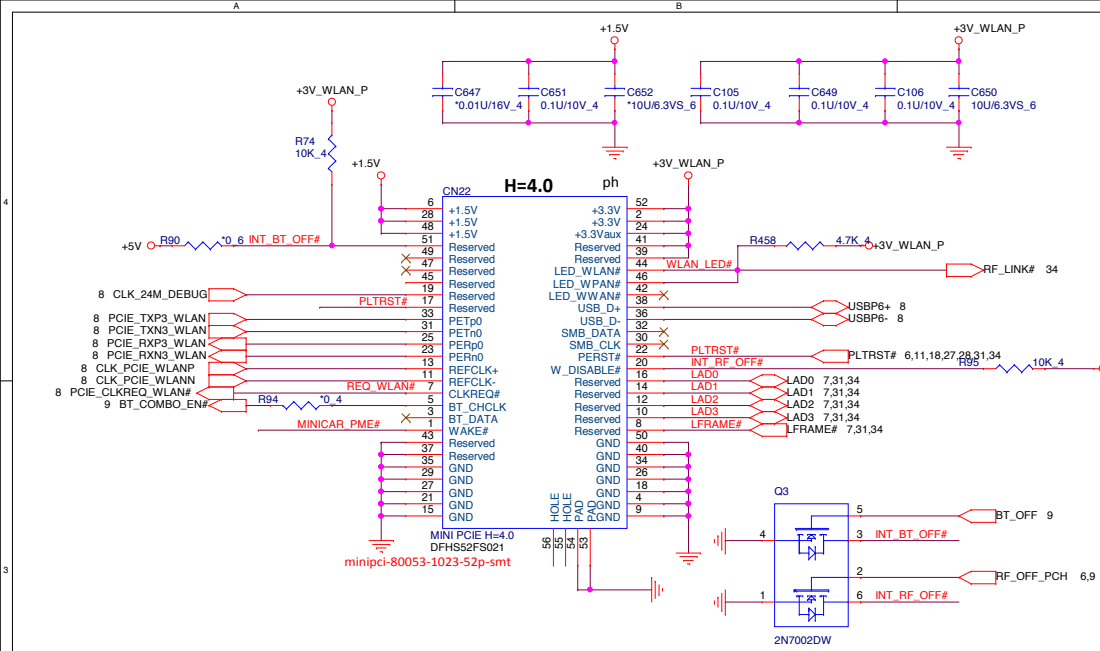 A
B
+1.5V
+3V_WLAN_P
C647
*0.01U/16V_4
C651
0.1U/10V_4
C652
*10U/6.3VS_6
C105
0.1U/10V_4
C649
0.1U/10V_4
C106
0.1U/10V_4
C650
10U/6.3VS_6
+3V_WLAN_P
R74
10K_4
+1.5V
+3V_WLAN_P
4
CN22
H=4.0
ph
6 +1.5V +3.3V 52
28 +1.5V +3.3V 2
48 +1.5V +3.3Vaux 24
+5V R90 *0_6 INT_BT_OFF# 51 Reserved Reserved 41
49 Reserved Reserved 39
47 Reserved LED_WLAN# 44 WLAN_LED#
R458 4.7K_4 +3V_WLAN_P
RF_LINK# 34
45 Reserved LED_WPAN# 46
8 CLK_24M_DEBUG 19 Reserved LED_WWAN# 42
PLTRST# 17 Reserved USB_D+ 38 USBP6+ 8
8 PCIE_TXP3_WLAN 33 PETp0 USB_D- 36 USBP6- 8
8 PCIE_TXN3_WLAN 31 PETn0 SMB_DATA 32
8 PCIE_RXP3_WLAN 25 PERp0 SMB_CLK 30
8 PCIE_RXN3_WLAN 23 PERn0 PERST# 22 PLTRST# PLTRST# 6,11,18,27,28,31,34
8 CLK_PCIE_WLANP 13 REFCLK+ W_DISABLE# 20 INT_RF_OFF# R95 10K_4
8 CLK_PCIE_WLANN 11 REFCLK- Reserved 16 LAD0 LAD0 7,31,34
8 PCIE_CLKREQ_WLAN# REQ_WLAN# 7 CLKREQ# Reserved 14 LAD1 LAD1 7,31,34
9 BT_COMBO_EN# R94 *0_4 5 BT_CHCLK Reserved 12 LAD2 LAD2 7,31,34
3 BT_DATA Reserved 10 LAD3 LAD3 7,31,34
MINICAR_PME# 1 WAKE# Reserved 8 LFRAME# LFRAME# 7,31,34
43 Reserved GND 50
37 Reserved GND 40
35 GND GND 34
29 GND GND 26
27 GND GND 18
21 GND GND 4
15 GND GND 9
HOLE
HOLE
PAD
PAD
56
55
54
53
MINI PCIE H=4.0
DFHS52FS021
minipci-80053-1023-52p-smt
3
Q3
5 BT_OFF 9
4 3 INT_BT_OFF#
2 RF_OFF_PCH 6,9
1 6 INT_RF_OFF#
2N7002DW